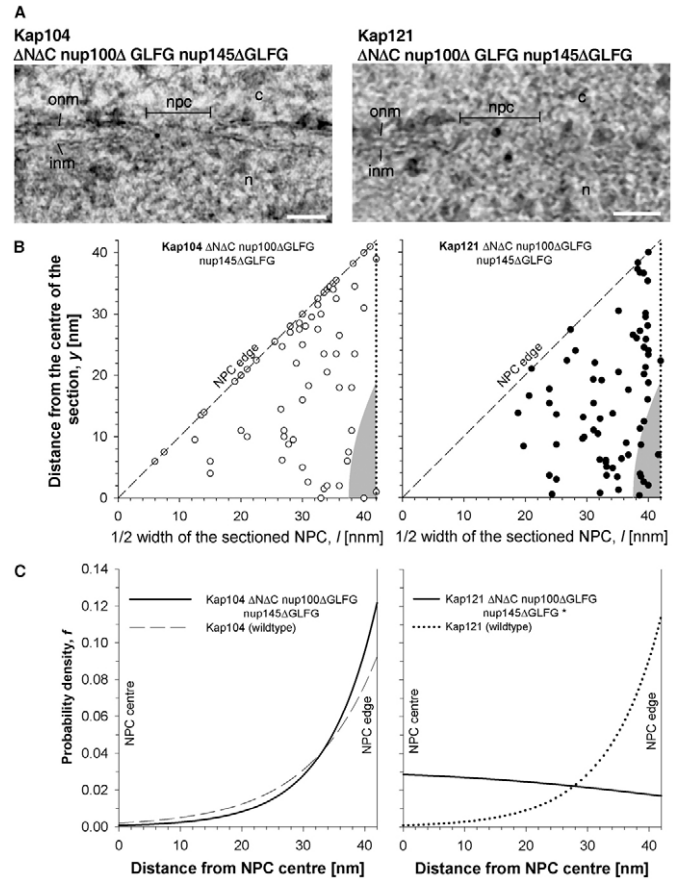 A
Kap104
ΔNΔC nup100Δ GLFG nup145ΔGLFG
onm
inm
npc
c
n
Kap121
ΔNΔC nup100Δ GLFG nup145ΔGLFG
onm
inm
npc
c
n
B
Distance from the centre of the
section, y [nm]
40
30
20
10
0
Kap104 ΔNΔC nup100ΔGLFG
nup145ΔGLFG
NPC edge
0 10 20 30 40
1/2 width of the sectioned NPC, l [nnm]
Kap121 ΔNΔC nup100ΔGLFG
nup145ΔGLFG
NPC edge
0 10 20 30 40
1/2 width of the sectioned NPC, l [nm]
C
Probability density, f
0.14
0.12
0.10
0.08
0.06
0.04
0.02
0.00
Kap104 ΔNΔC nup100ΔGLFG
nup145ΔGLFG
Kap104 (wildtype)
NPC centre
NPC edge
0 10 20 30 40
Distance from NPC centre [nm]
Kap121 ΔNΔC nup100ΔGLFG
nup145ΔGLFG *
Kap121 (wildtype)
NPC centre
NPC edge
0 10 20 30 40
Distance from NPC centre [nm]